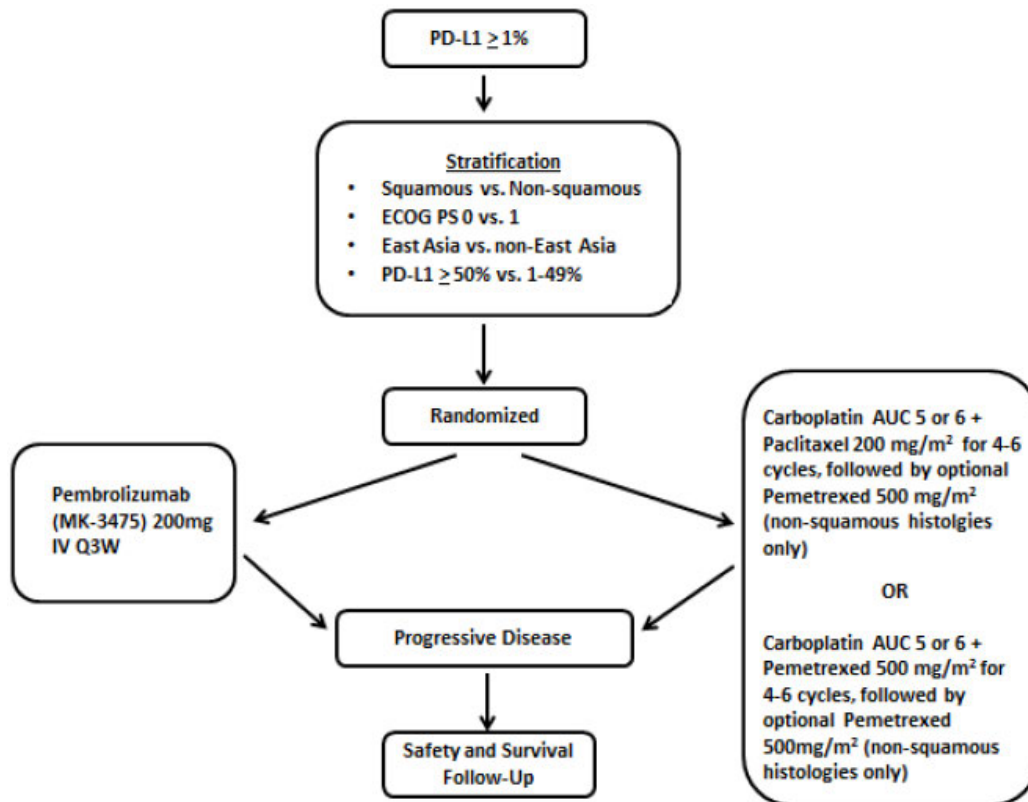 PD-L1 ≥ 1%
Stratification
• Squamous vs. Non-squamous
• ECOG PS 0 vs. 1
• East Asia vs. non-East Asia
• PD-L1 ≥ 50% vs. 1-49%
Randomized
Pembrolizumab
(MK-3475) 200mg
IV Q3W
Carboplatin AUC 5 or 6 +
Paclitaxel 200 mg/m² for 4-6
cycles, followed by optional
Pemetrexed 500 mg/m²
(non-squamous histolgies
only)
OR
Carboplatin AUC 5 or 6 +
Pemetrexed 500 mg/m² for
4-6 cycles, followed by
optional Pemetrexed
500mg/m² (non-squamous
histologies only)
Progressive Disease
Safety and Survival
Follow-Up